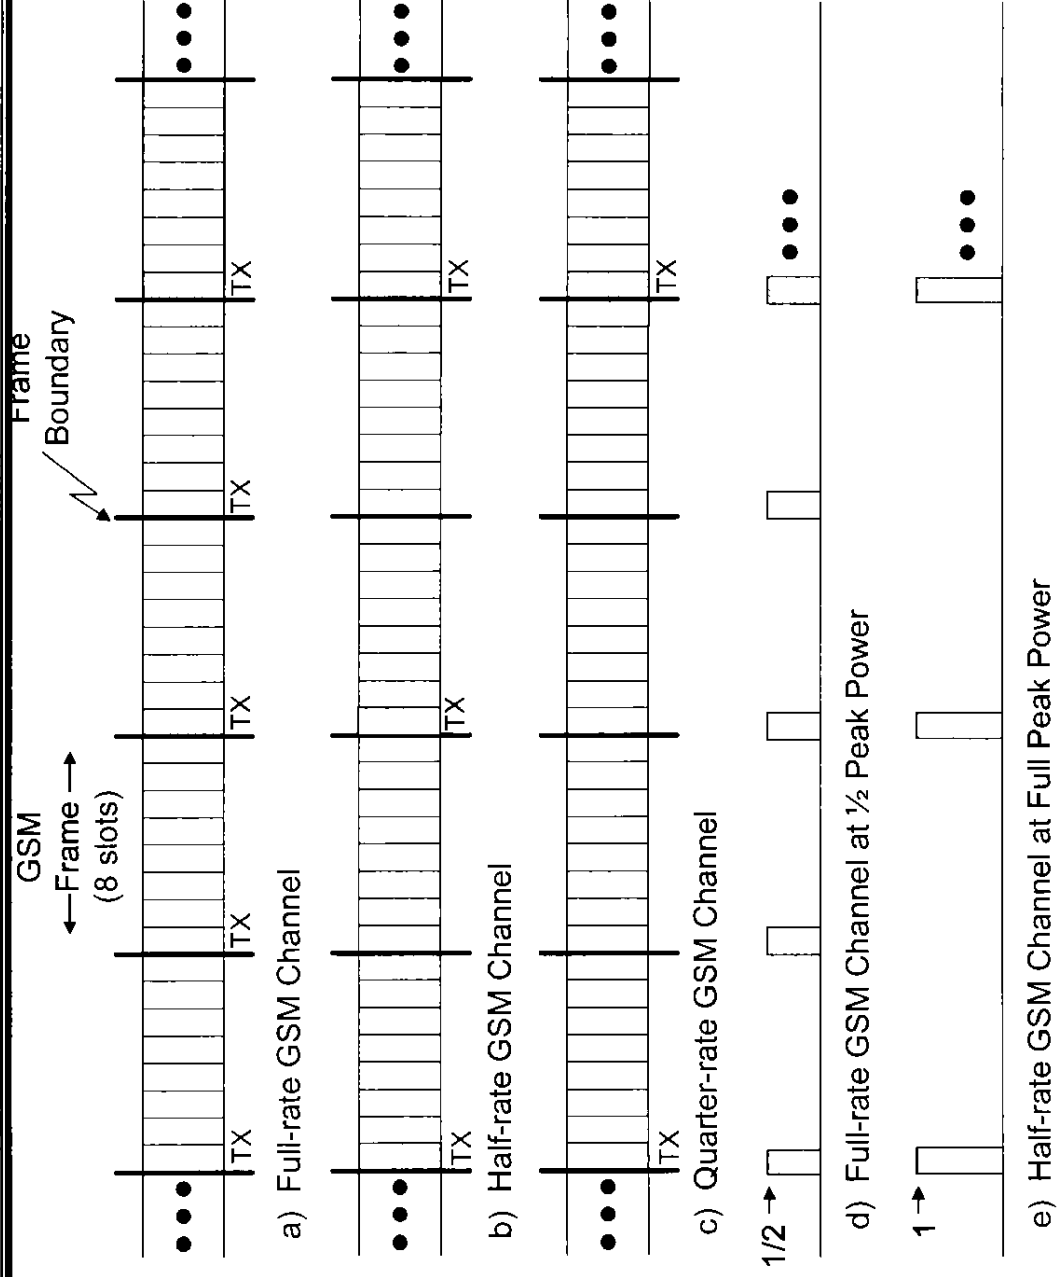 GSM
←Frame→
(8 slots)
Frame
Boundary
TX TX TX TX TX
a) Full-rate GSM Channel
TX TX TX
b) Half-rate GSM Channel
TX TX
c) Quarter-rate GSM Channel
1/2→
d) Full-rate GSM Channel at ½ Peak Power
1→
e) Half-rate GSM Channel at Full Peak Power